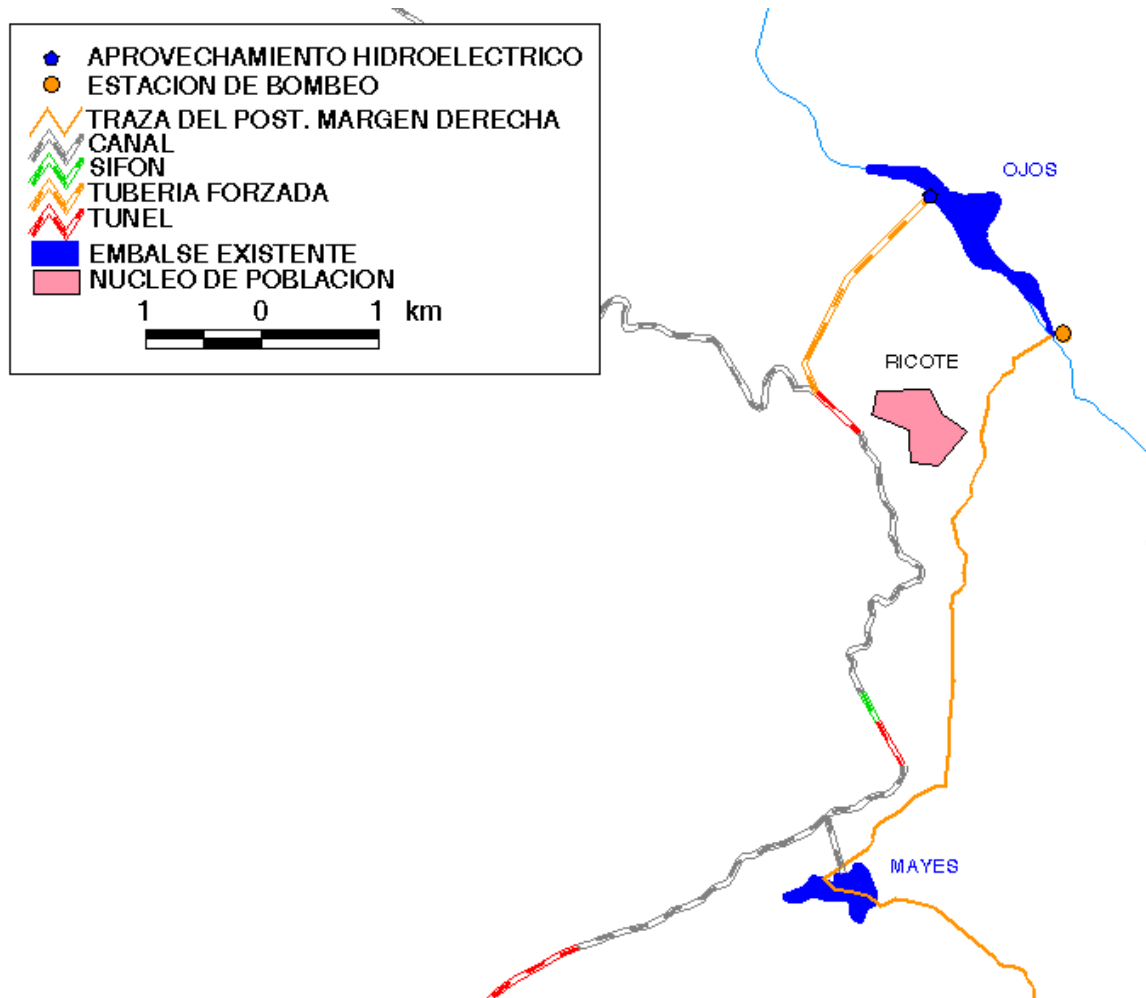 APROVECHAMIENTO HIDROELECTRICO
ESTACION DE BOMBEO
TRAZA DEL POST. MARGEN DERECHA
CANAL
SIFON
TUBERIA FORZADA
TUNEL
EMBALSE EXISTENTE
NUCLEO DE POBLACION
1 0 1 km
OJOS
RICOTE
MAYES